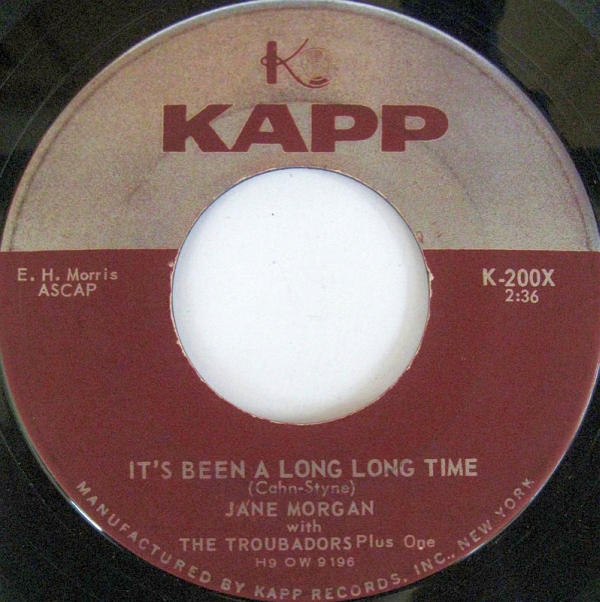 K
KAPP
E. H. Morris
ASCAP
K-200X
2:36
IT'S BEEN A LONG LONG TIME
(Cahn-Styne)
JANE MORGAN
with
THE TROUBADORS Plus One
H9 OW 9196
MANUFACTURED BY KAPP RECORDS, INC., NEW YORK